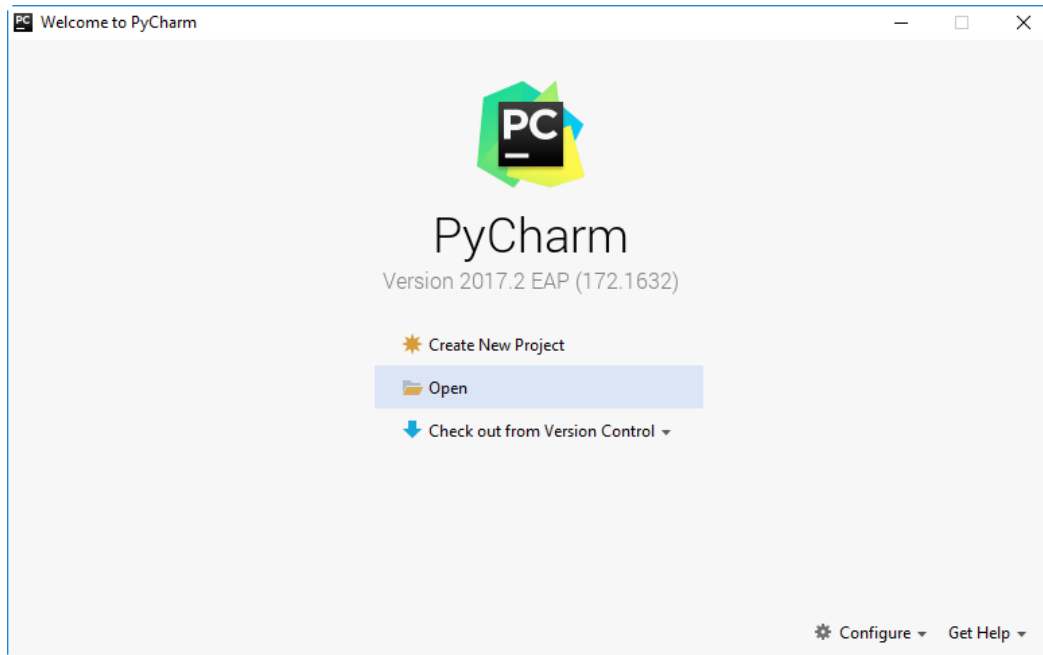 PC Welcome to PyCharm
PC
PyCharm
Version 2017.2 EAP (172.1632)
Create New Project
Open
Check out from Version Control
Configure Get Help